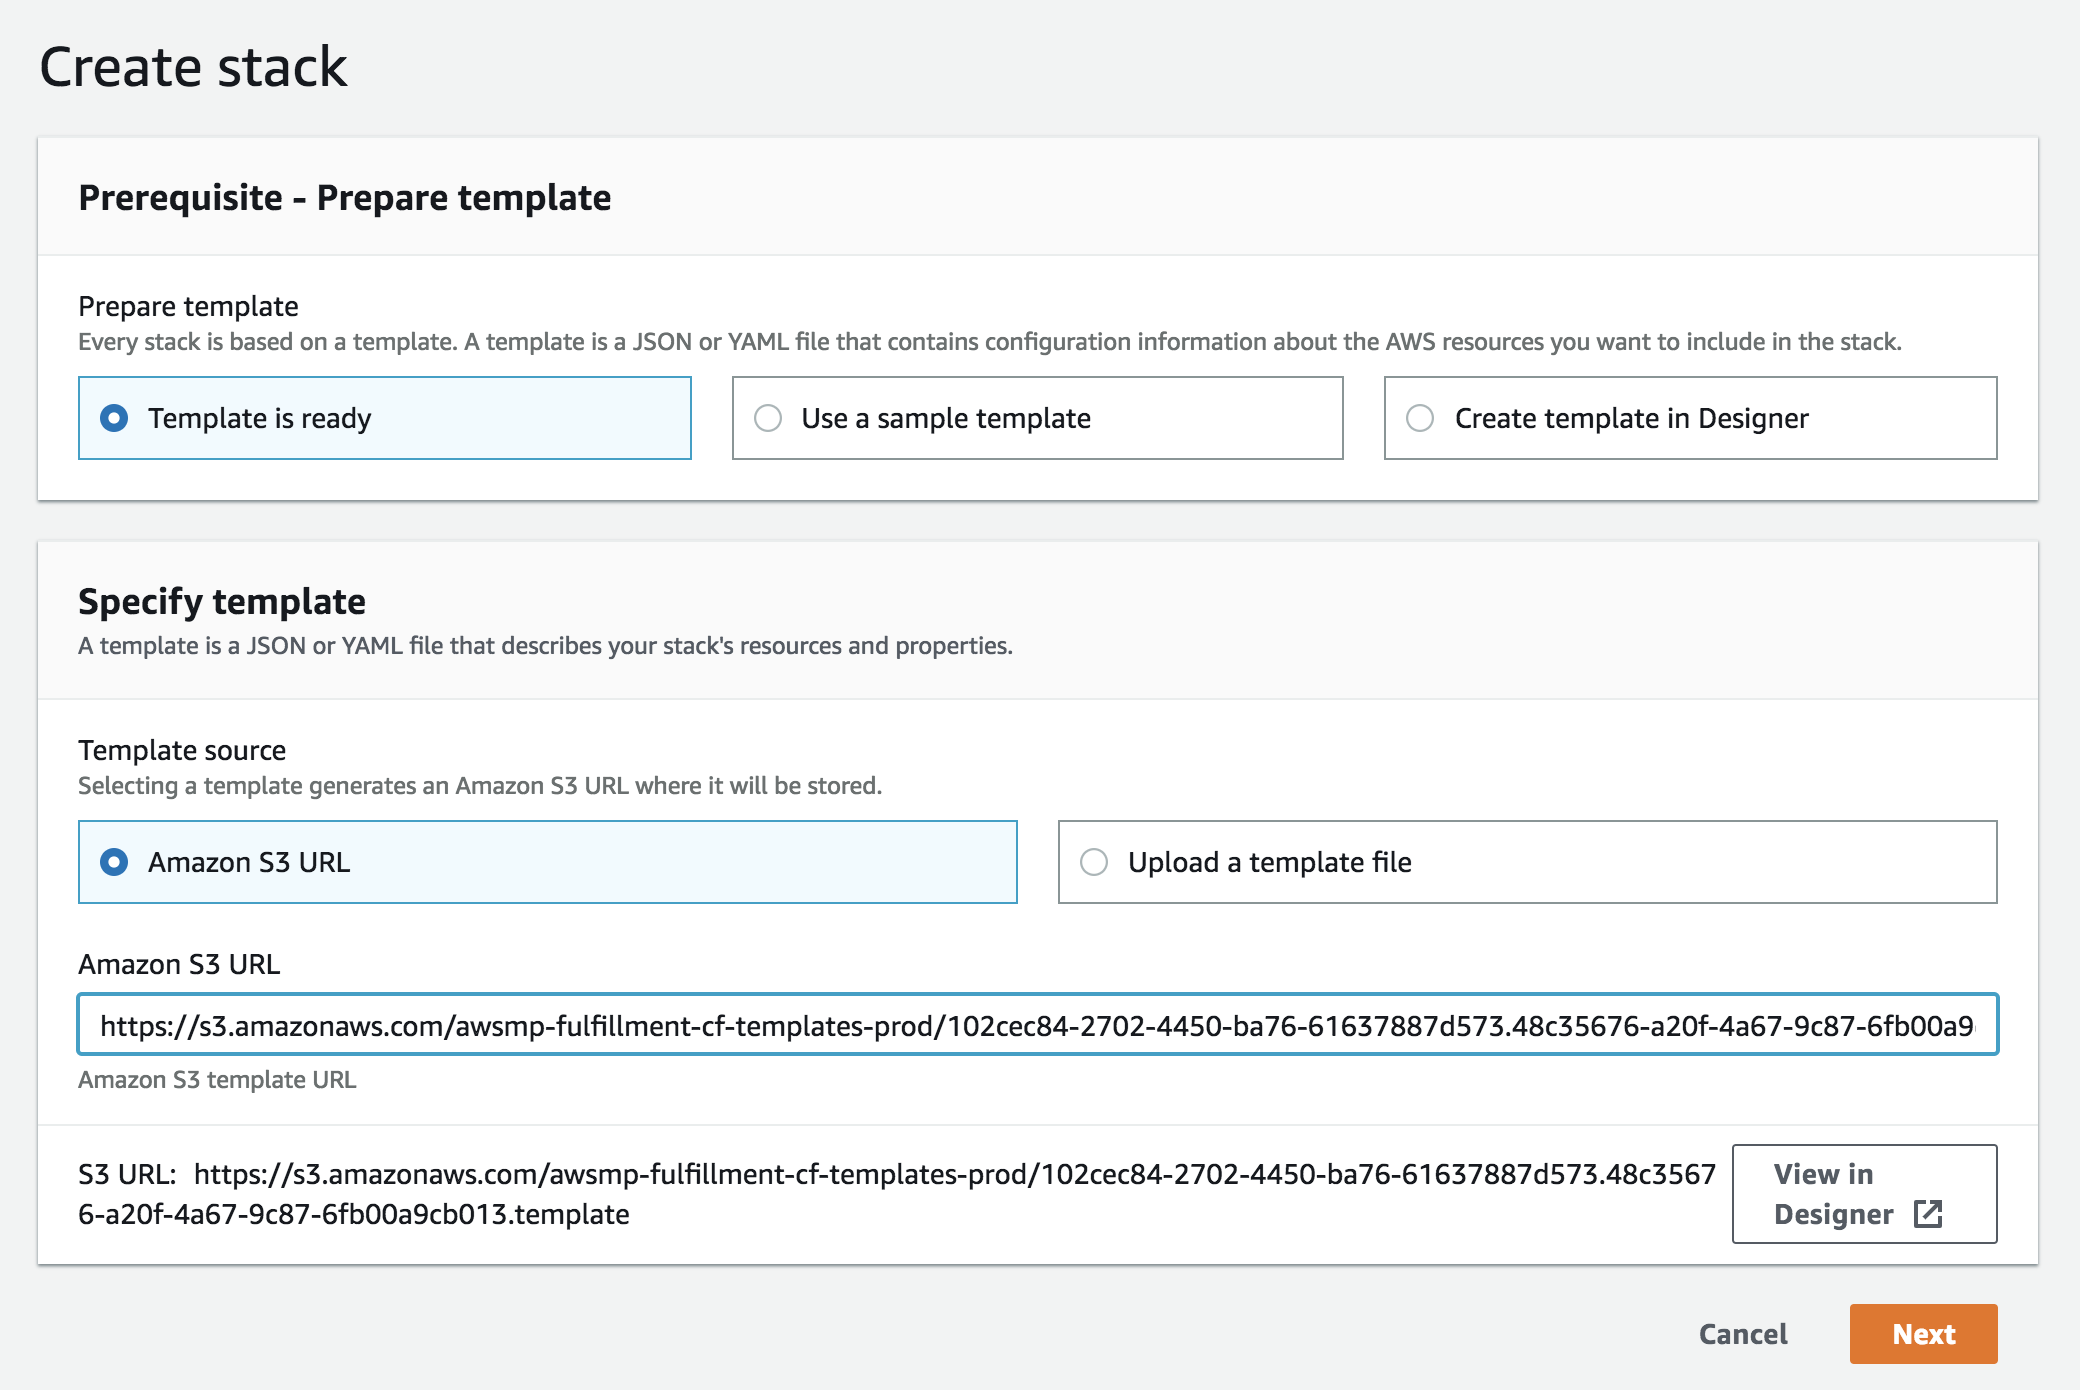 Create stack
Prerequisite - Prepare template
Prepare template
Every stack is based on a template. A template is a JSON or YAML file that contains configuration information about the AWS resources you want to include in the stack.
Template is ready
Use a sample template
Create template in Designer
Specify template
A template is a JSON or YAML file that describes your stack's resources and properties.
Template source
Selecting a template generates an Amazon S3 URL where it will be stored.
Amazon S3 URL
Upload a template file
Amazon S3 URL
https://s3.amazonaws.com/awsmp-fulfillment-cf-templates-prod/102cec84-2702-4450-ba76-61637887d573.48c35676-a20f-4a67-9c87-6fb00a9
Amazon S3 template URL
S3 URL: https://s3.amazonaws.com/awsmp-fulfillment-cf-templates-prod/102cec84-2702-4450-ba76-61637887d573.48c3567
6-a20f-4a67-9c87-6fb00a9cb013.template
View in
Designer
Cancel
Next